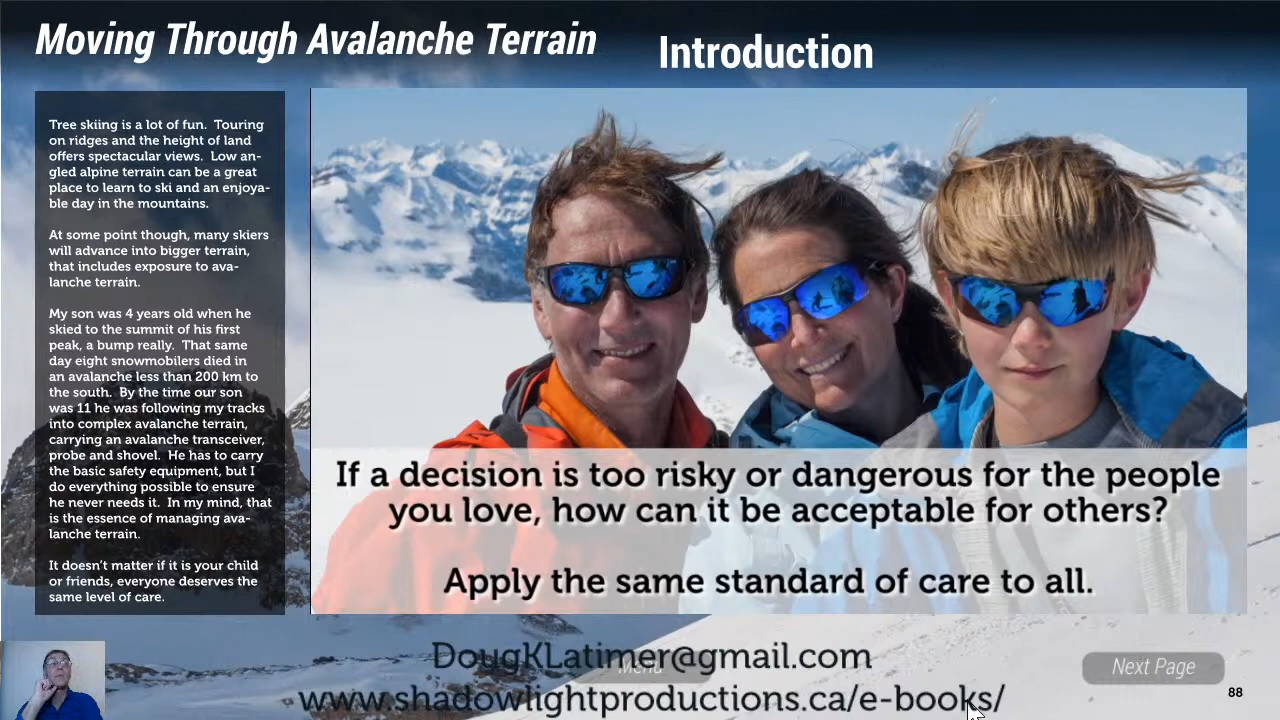 Moving Through Avalanche Terrain
Introduction
Tree skiing is a lot of fun. Touring
on ridges and the height of land
offers spectacular views. Low an-
gled alpine terrain can be a great
place to learn to ski and an enjoya-
ble day in the mountains.
At some point though, many skiers
will advance into bigger terrain,
that includes exposure to ava-
lanche terrain.
My son was 4 years old when he
skied to the summit of his first
peak, a bump really. That same
day eight snowmobilers died in
an avalanche less than 200 km to
the south. By the time our son
was 11 he was following my tracks
into complex avalanche terrain,
carrying an avalanche transceiver,
probe and shovel. He has to carry
the basic safety equipment, but I
do everything possible to ensure
he never needs it. In my mind, that
is the essence of managing ava-
lanche terrain.
It doesn't matter if it is your child
or friends, everyone deserves the
same level of care.
If a decision is too risky or dangerous for the people
you love, how can it be acceptable for others?
Apply the same standard of care to all.
DougKLatimer@gmail.com
Menu
Next Page
www.shadowlightproductions.ca/e-books/
88